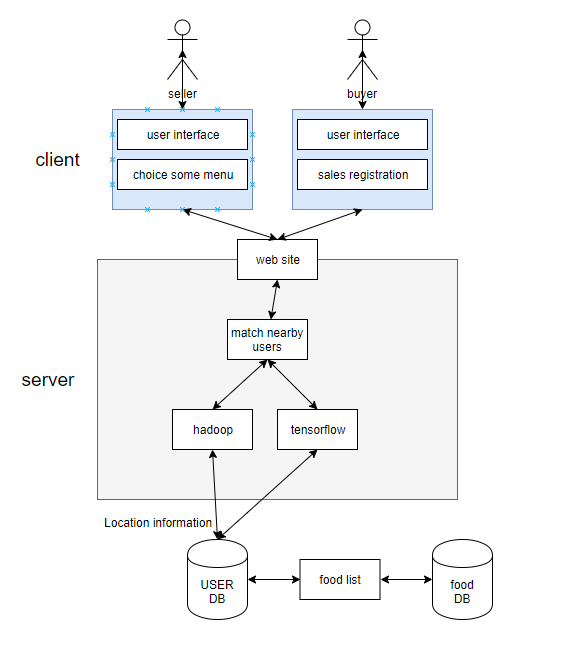 seller
buyer
user interface
user interface
client
choice some menu
sales registration
web site
match nearby
users
server
hadoop
tensorflow
Location information
USER
DB
food list
food
DB